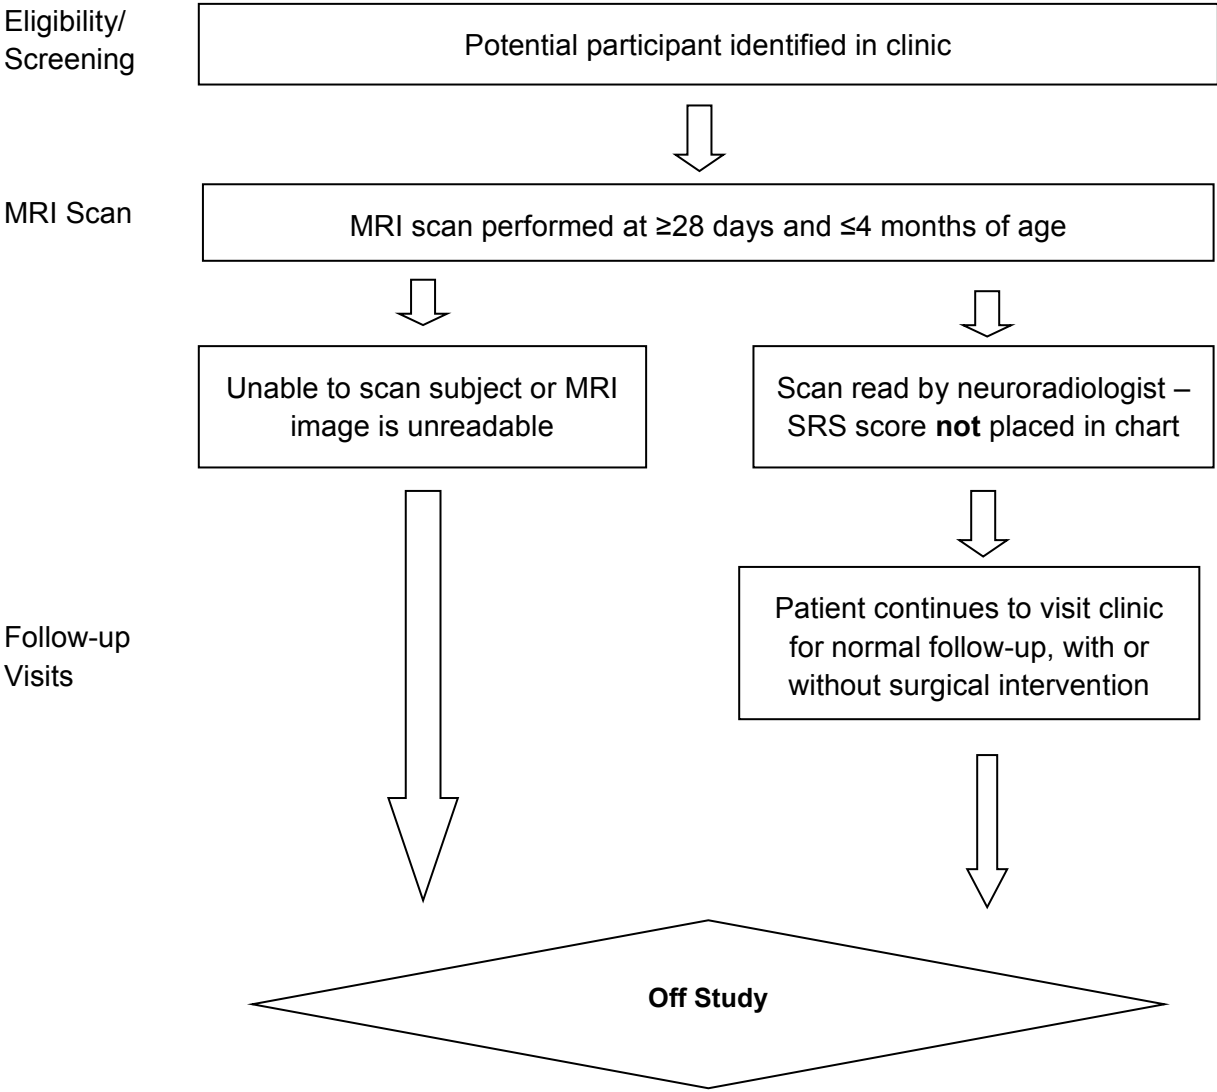 Eligibility/
Screening
Potential participant identified in clinic
MRI Scan
MRI scan performed at ≥28 days and ≤4 months of age
Unable to scan subject or MRI
image is unreadable
Scan read by neuroradiologist –
SRS score not placed in chart
Follow-up
Visits
Patient continues to visit clinic
for normal follow-up, with or
without surgical intervention
Off Study